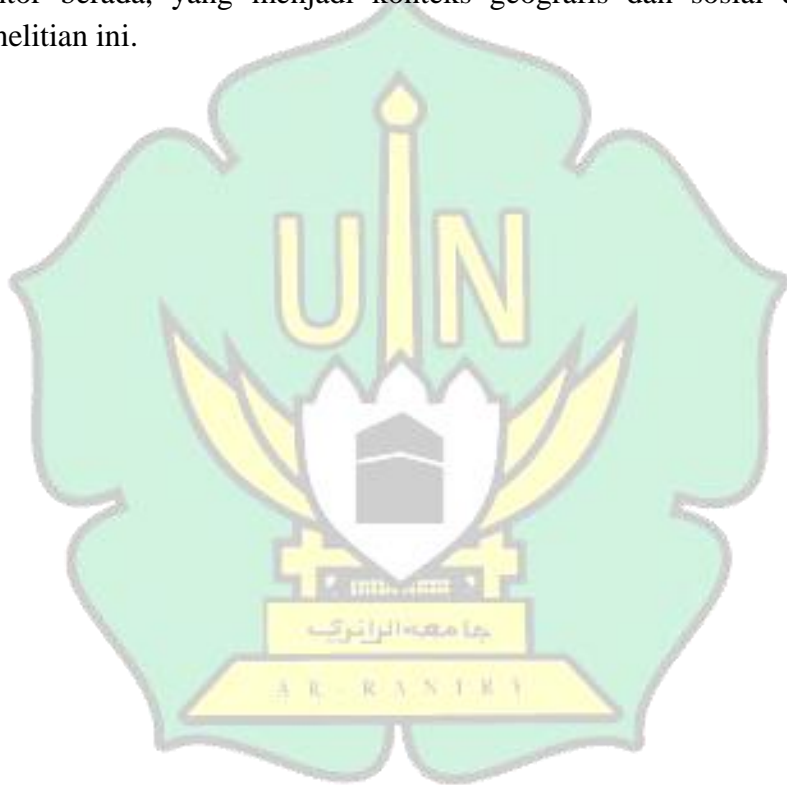 itor berada, yang menjadi konteks geografis dan sosial
nelitian ini.
UIN
جامعة الرانري
AR - RANIRY